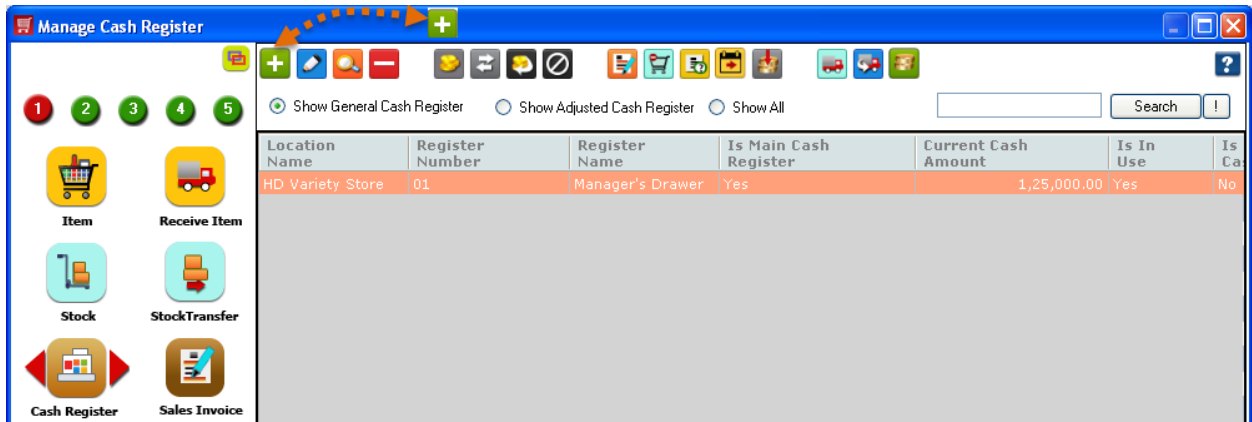 Manage Cash Register
1 2 3 4 5
Show General Cash Register Show Adjusted Cash Register Show All Search !
?
Location Name Register Number Register Name Is Main Cash Register Current Cash Amount Is In Use Is
HD Variety Store 01 Manager's Drawer Yes 1,25,000.00 Yes No
Item Receive Item
Stock StockTransfer
Cash Register Sales Invoice